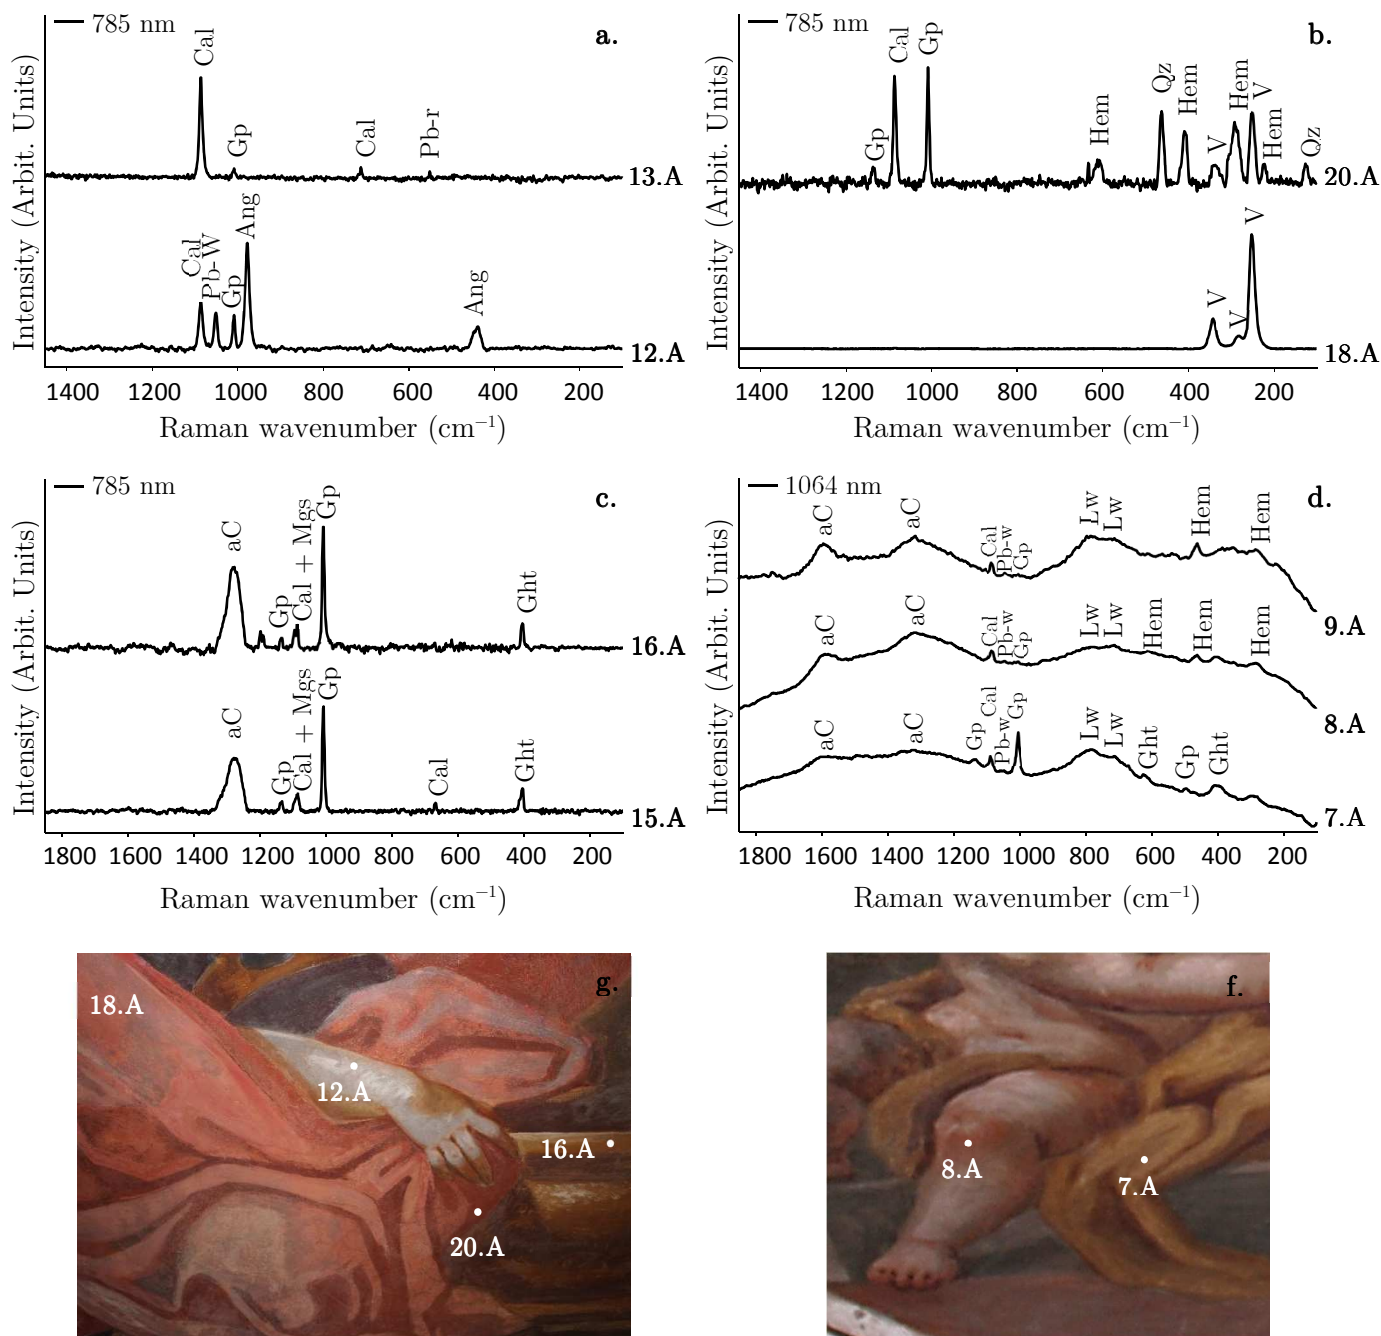 785 nm
a.
Intensity (Arbit. Units)
Cal
Gp
Cal
Pb-r
13.A
Cal
Pb-W
Gp
Ang
Ang
12.A
1400 1200 1000 800 600 400 200
Raman wavenumber (cm⁻¹)
785 nm
b.
Intensity (Arbit. Units)
Gp
Cal
Gp
Hem
Qz
Hem
V
Hem
V
Hem
Qz
20.A
V
V
V
18.A
1400 1200 1000 800 600 400 200
Raman wavenumber (cm⁻¹)
785 nm
c.
Intensity (Arbit. Units)
aC
Gp
Cal + Mgs
Gp
Ght
16.A
aC
Gp
Cal + Mgs
Gp
Cal
Ght
15.A
1800 1600 1400 1200 1000 800 600 400 200
Raman wavenumber (cm⁻¹)
1064 nm
d.
Intensity (Arbit. Units)
aC
aC
Cal
Pb-w
Gp
Lw
Lw
Hem
Hem
9.A
aC
aC
Cal
Pb-w
Gp
Lw
Lw
Hem
Hem
Hem
8.A
aC
aC
Gp
Cal
Pb-w
Gp
Lw
Lw
Ght
Gp
Ght
7.A
1800 1600 1400 1200 1000 800 600 400 200
Raman wavenumber (cm⁻¹)
g.
18.A
12.A
16.A
20.A
f.
8.A
7.A